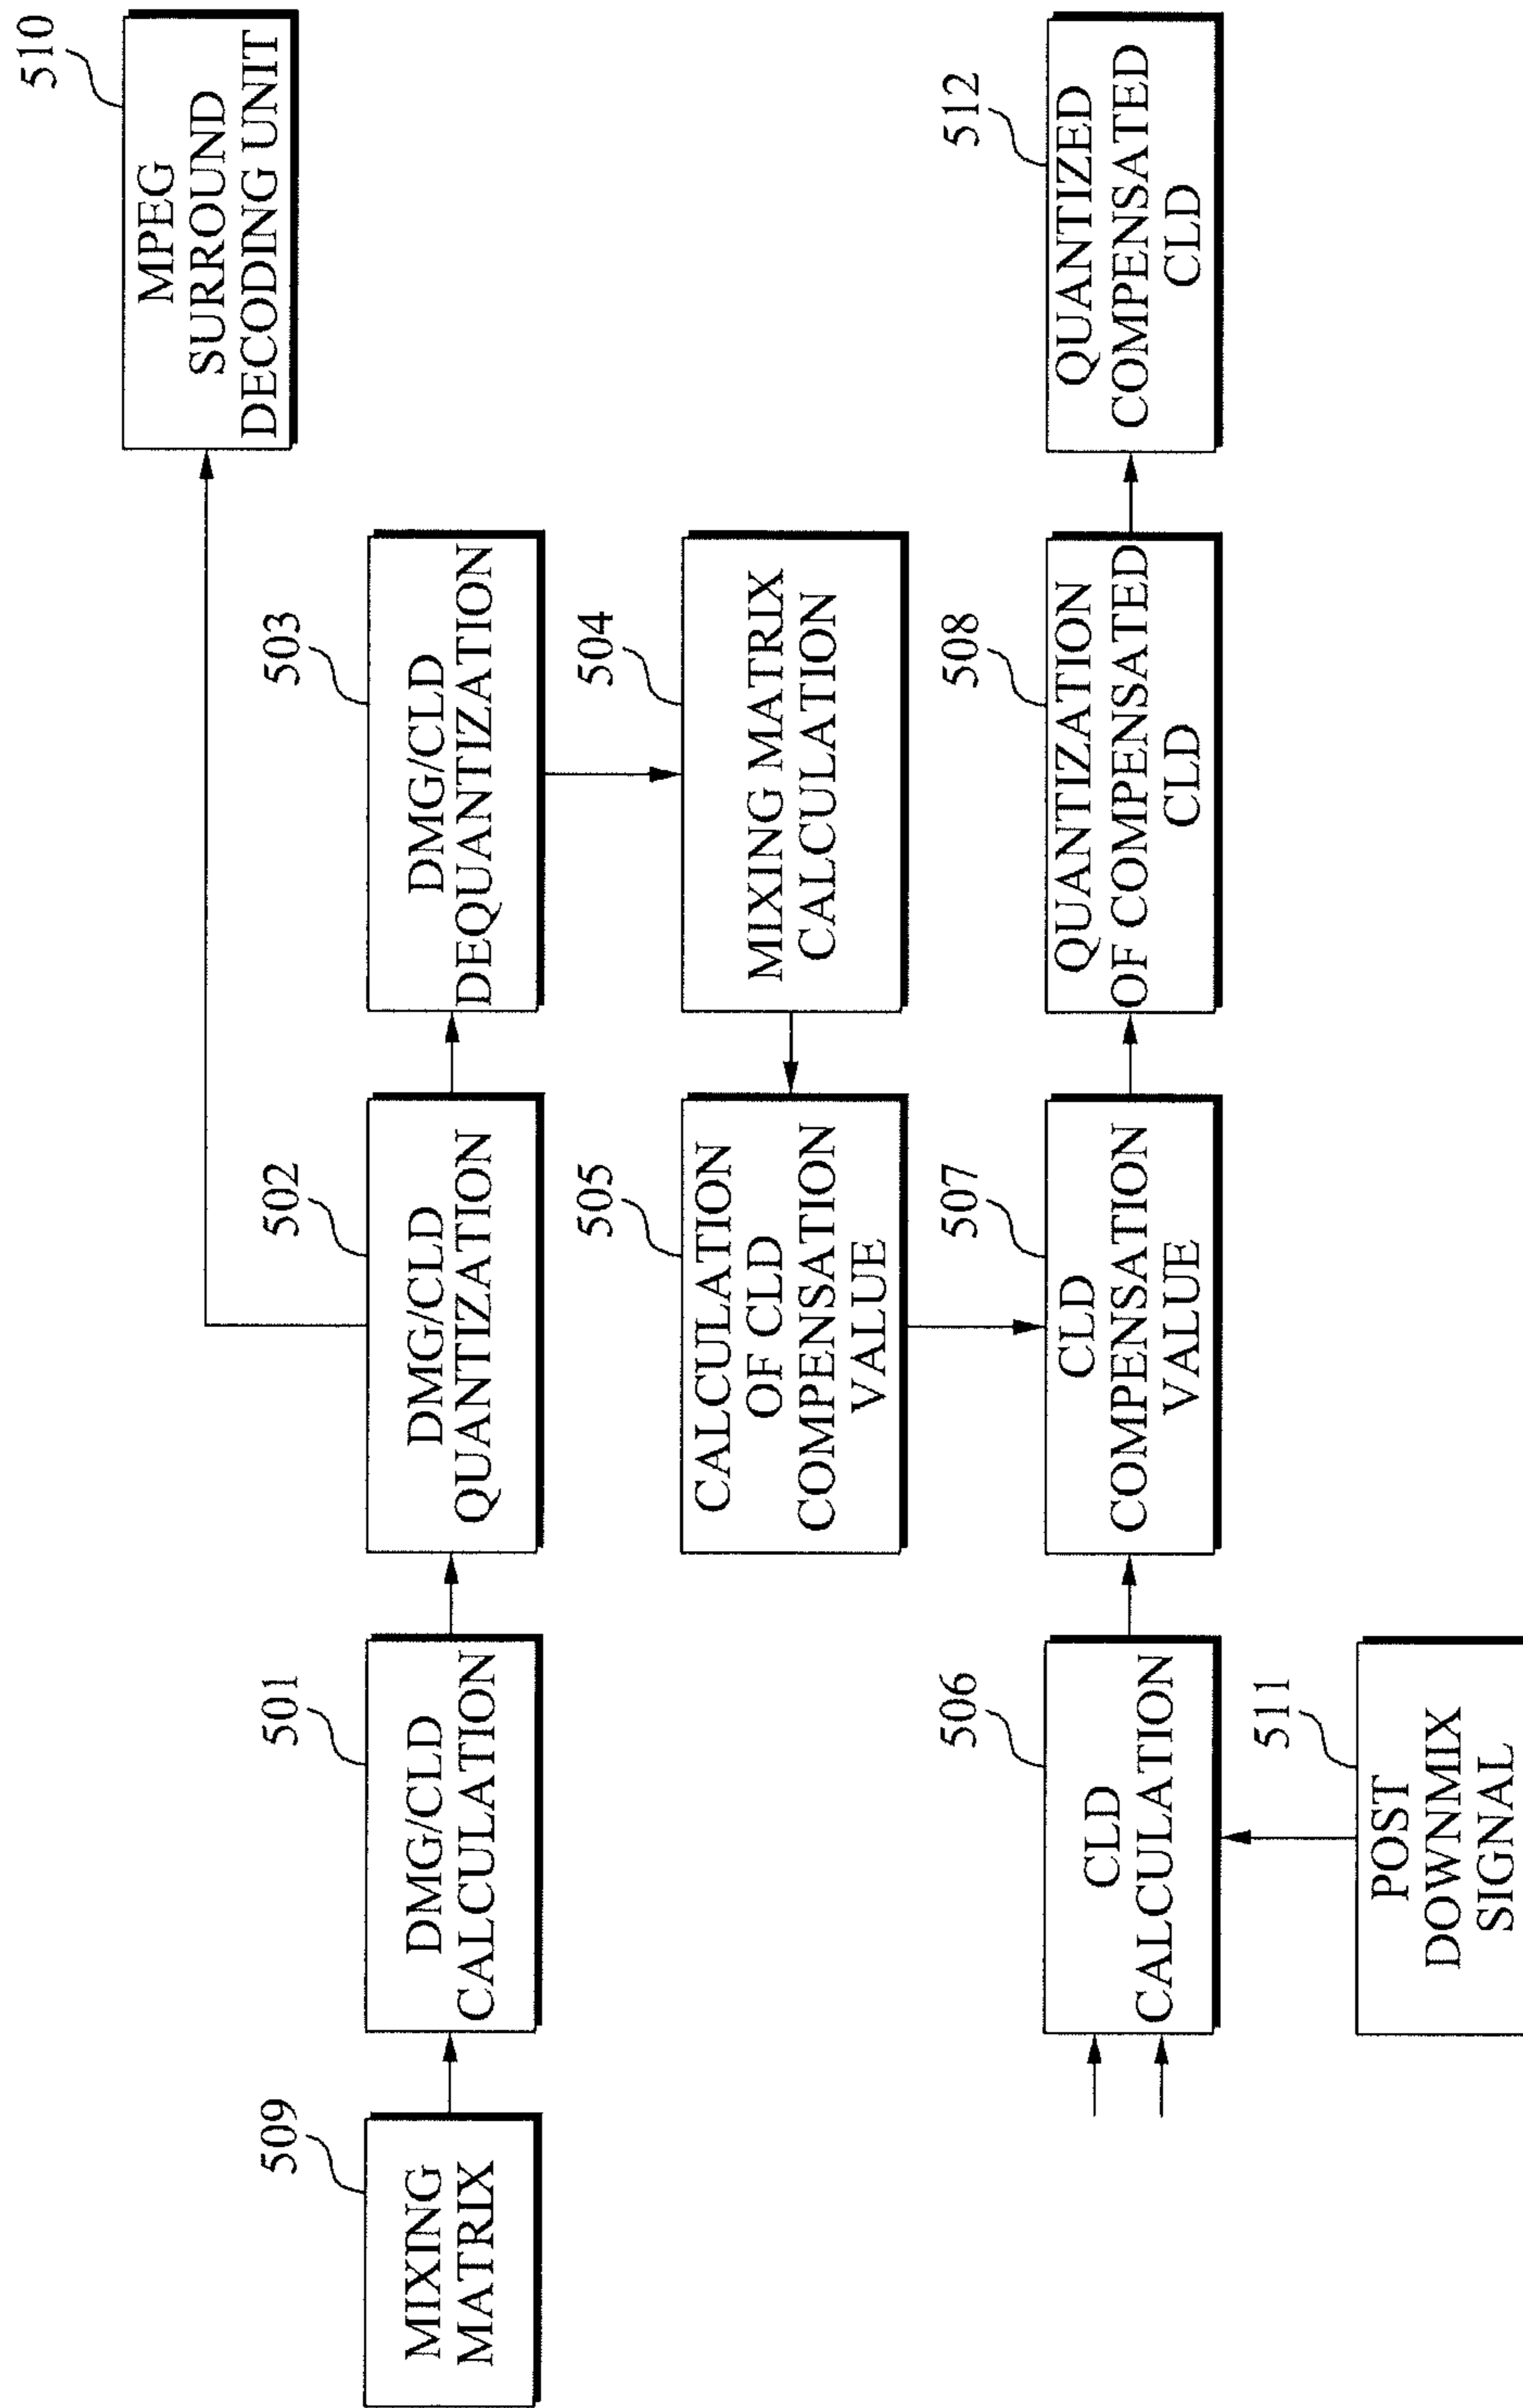 510
MPEG
SURROUND
DECODING UNIT
509
MIXING
MATRIX
501
DMG/CLD
CALCULATION
502
DMG/CLD
QUANTIZATION
503
DMG/CLD
DEQUANTIZATION
505
CALCULATION
OF CLD
COMPENSATION
VALUE
504
MIXING MATRIX
CALCULATION
506
CLD
CALCULATION
507
CLD
COMPENSATION
VALUE
508
QUANTIZATION
OF COMPENSATED
CLD
512
QUANTIZED
COMPENSATED
CLD
511
POST
DOWNMIX
SIGNAL